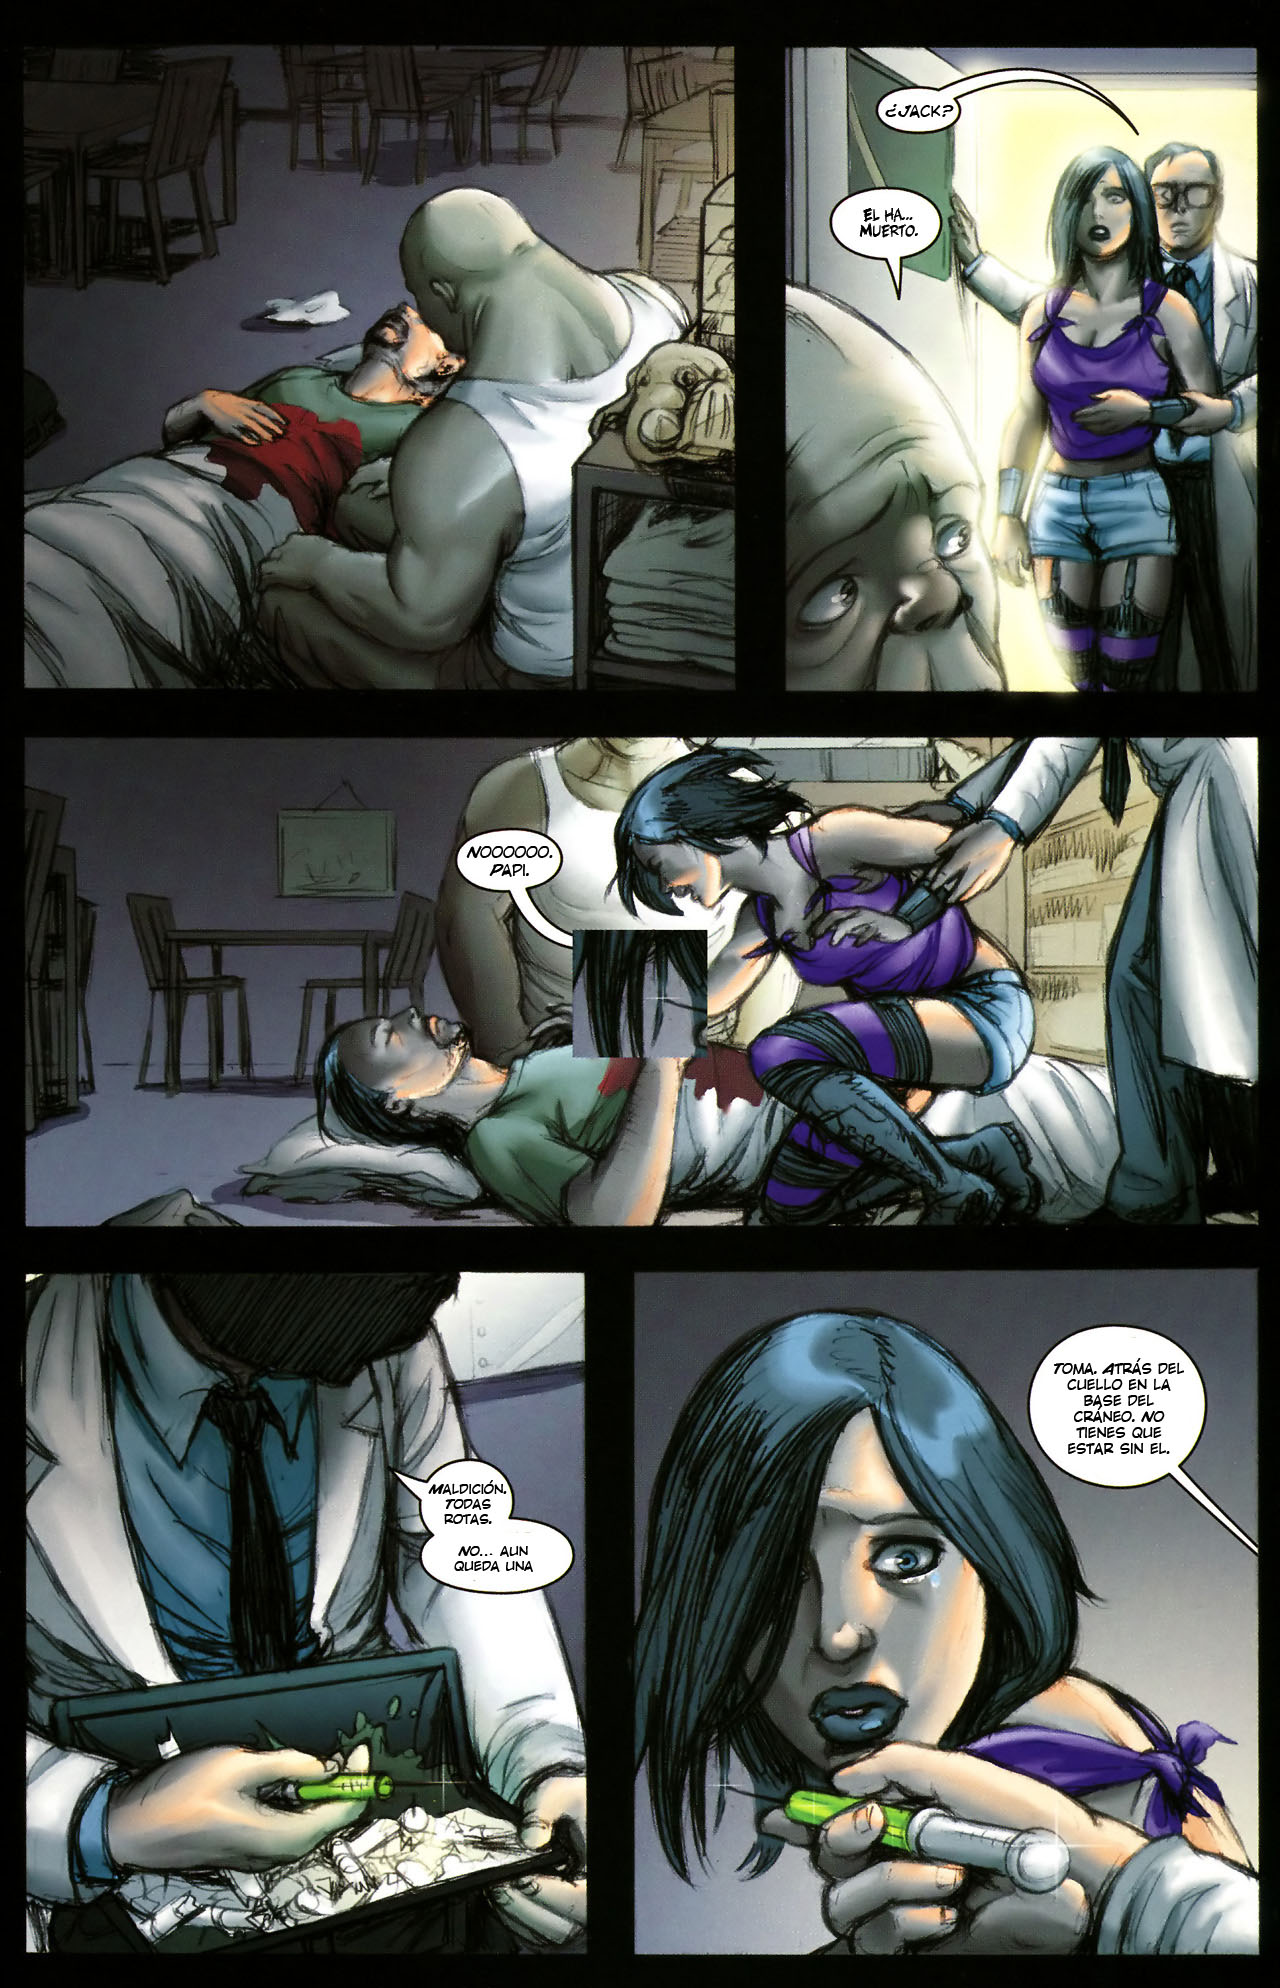 ¿JACK?
EL HA...
MUERTO.
NOOOOOO.
PAPI.
MALDICIÓN.
TODAS
ROTAS.
NO... AUN
QUEDA UNA
TOMA. ATRÁS DEL
CUELLO EN LA
BASE DEL
CRÁNEO. NO
TIENES QUE
ESTAR SIN EL.